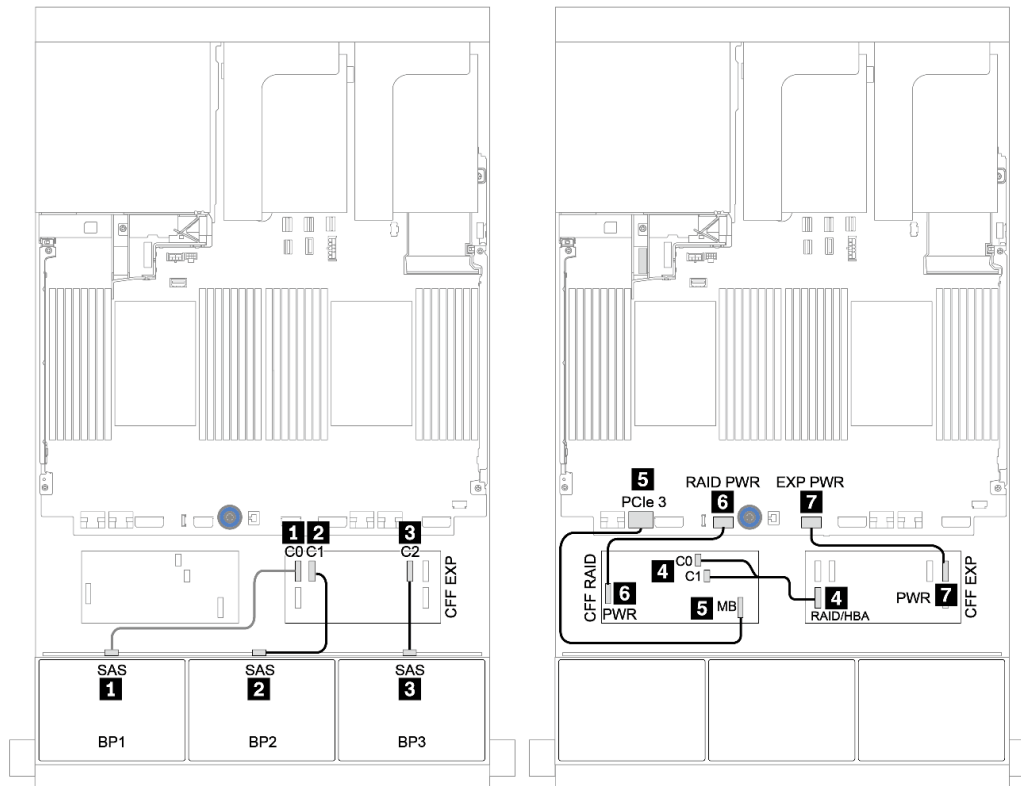 1 2 3
C0 C1 C2
CFF EXP
SAS SAS SAS
1 2 3
BP1 BP2 BP3
5 RAID PWR EXP PWR
PCIe 3 6 7
CFF RAID
C0
4 C1
6
PWR
5 MB
4
RAID/HBA
PWR 7
CFF EXP